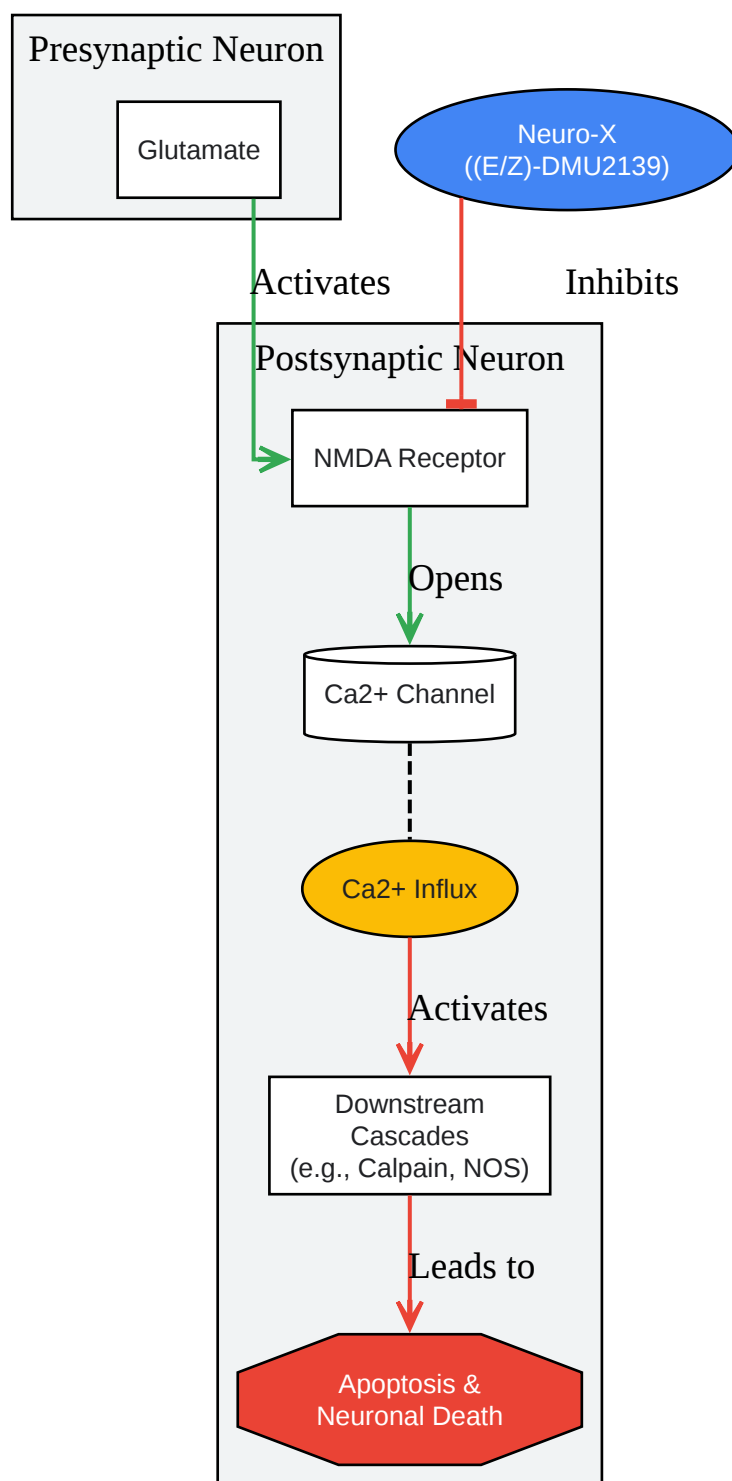 Presynaptic Neuron
Glutamate
Neuro-X
((E/Z)-DMU2139)
Activates
Inhibits
Postsynaptic Neuron
NMDA Receptor
Opens
Ca2+ Channel
Ca2+ Influx
Activates
Downstream
Cascades
(e.g., Calpain, NOS)
Leads to
Apoptosis &
Neuronal Death